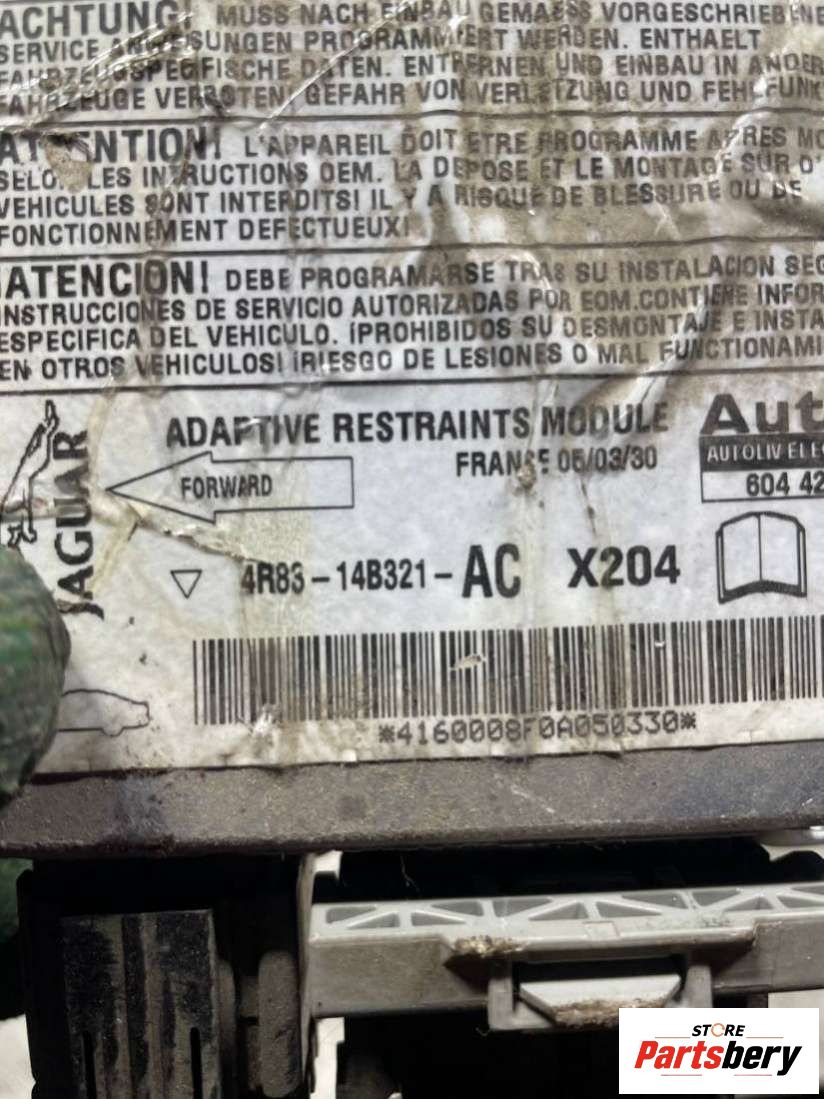 ACHTUNG! MUSS NACH EINBAU GEMAESS VORGESCHRIEBENE
SERVICE ANWEISUNGEN PROGRAMMIERT WERDEN. ENTHAELT
FAHRZEUGSPEGFISCHE DATEN. ENTFERNEN UND EINBAU IN ANDER
FAHRZEUGE VERBOTEN! GEFAHR VON VERLETZUNG UND FEHLFUNK
ATTENTION! L'APPAREIL DOIT ETRE PROGRAMME APRES MO
SELON LES INTRUCTIONS OEM. LA DEPOSE ET LE MONTAGE SUR D'
VEHICULES SONT INTERDITS! IL Y A RISQUE DE BLESSURE OU DE
FONCTIONNEMENT DEFECTUEUX!
¡ATENCION! DEBE PROGRAMARSE TRAS SU INSTALACION SEG
INSTRUCCIONES DE SERVICIO AUTORIZADAS POR EOM.CONTIENE INFOR
ESPECIFICA DEL VEHICULO. ¡PROHIBIDOS SU DESMONTAJE E INSTA
EN OTROS VEHICULOS! ¡RIESGO DE LESIONES O MAL FUNCTIONAMI
JAGUAR
ADAPTIVE RESTRAINTS MODULE
FRANCE 05/03/30
FORWARD
Aut
AUTOLIV ELEC
604 42
4R83-14B321-AC X204
*4160008F0A050330*
STORE
Partsbery